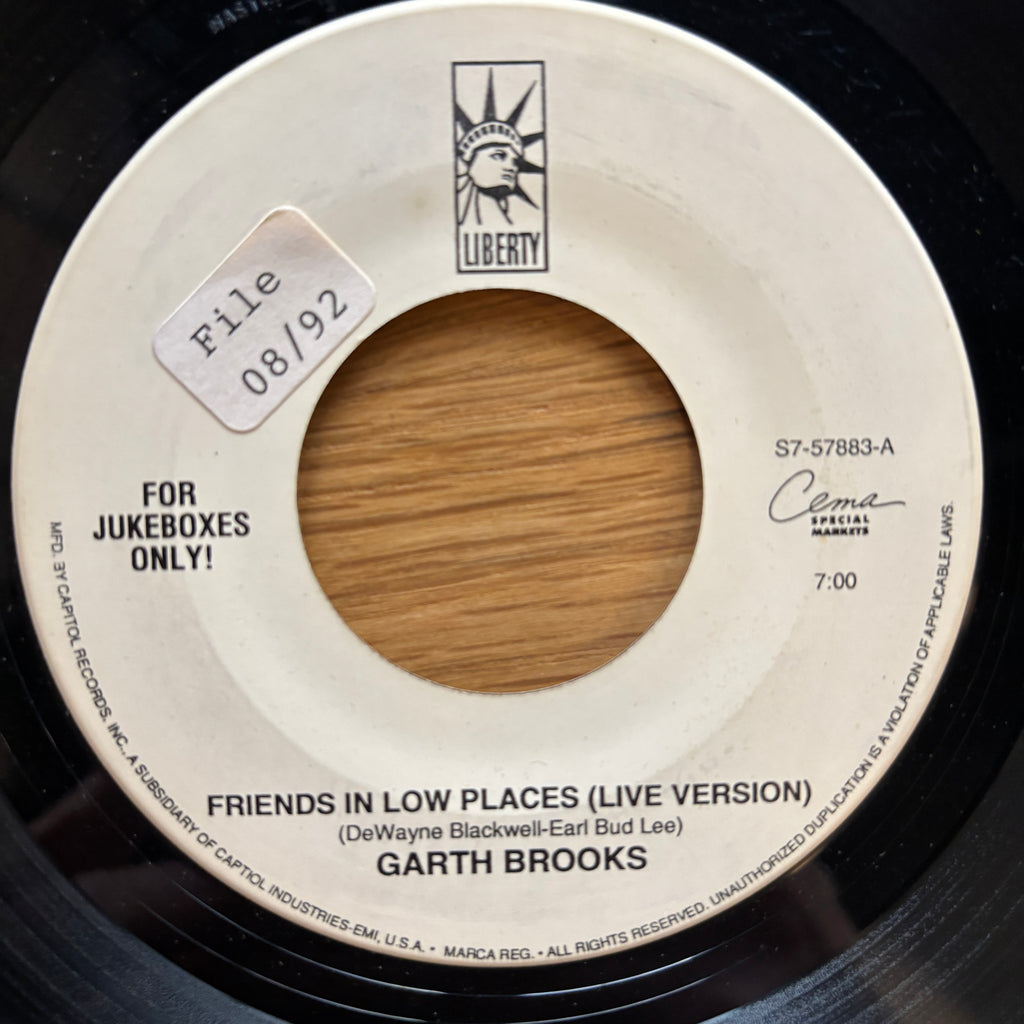 LIBERTY
File
08/92
FOR
JUKEBOXES
ONLY!
S7-57883-A
Cema
SPECIAL
MARKETS
7:00
FRIENDS IN LOW PLACES (LIVE VERSION)
(DeWayne Blackwell-Earl Bud Lee)
GARTH BROOKS
MFD. BY CAPITOL RECORDS, INC., A SUBSIDIARY OF CAPTIOL INDUSTRIES-EMI, U.S.A. • MARCA REG. • ALL RIGHTS RESERVED. UNAUTHORIZED DUPLICATION IS A VIOLATION OF APPLICABLE LAWS.